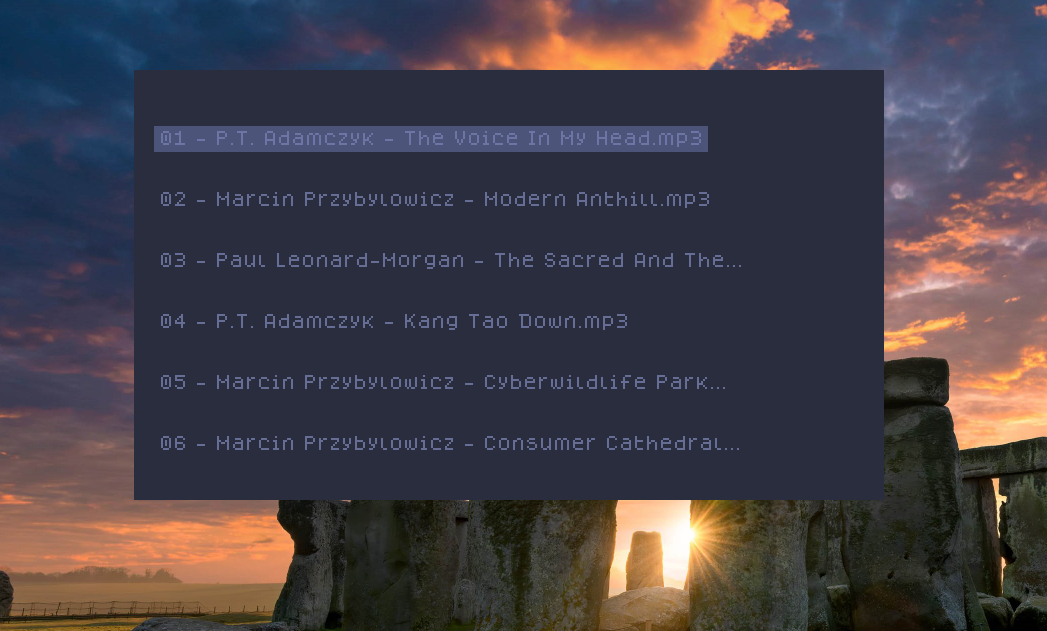 01 - P.T. Adamczyk - The Voice In My Head.mp3
02 - Marcin Przybylowicz - Modern Anthill.mp3
03 - Paul Leonard-Morgan - The Sacred And The...
04 - P.T. Adamczyk - Kang Tao Down.mp3
05 - Marcin Przybylowicz - Cyberwildlife Park...
06 - Marcin Przybylowicz - Consumer Cathedral...